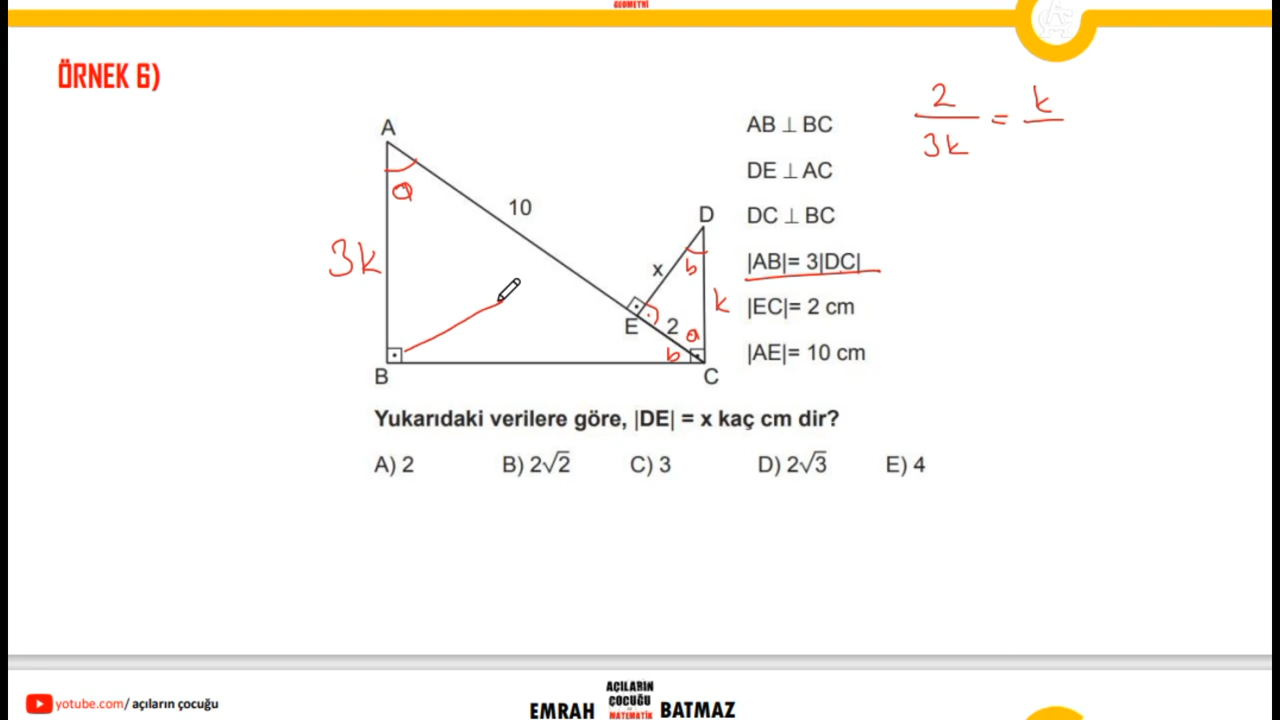 GEOMETRİ
ÖRNEK 6)
2/3k = k
A
a
10
3k
D
x
b
k
E
2
a
b
B
C
AB ⊥ BC
DE ⊥ AC
DC ⊥ BC
|AB|= 3|DC|
|EC|= 2 cm
|AE|= 10 cm
Yukarıdaki verilere göre, |DE| = x kaç cm dir?
A) 2 B) 2√2 C) 3 D) 2√3 E) 4
yotube.com/ açıların çocuğu
EMRAH AÇILARIN ÇOCUĞU MATEMATİK BATMAZ